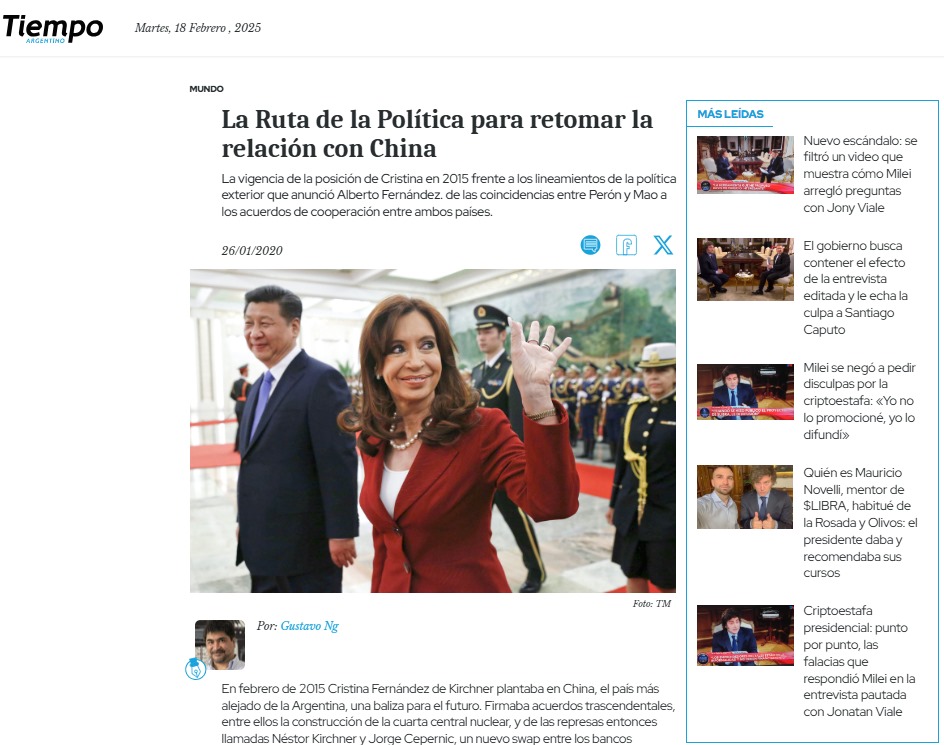 Tiempo
ARGENTINO
Martes, 18 Febrero , 2025
MUNDO
La Ruta de la Política para retomar la
relación con China
La vigencia de la posición de Cristina en 2015 frente a los lineamientos de la política
exterior que anunció Alberto Fernández. de las coincidencias entre Perón y Mao a
los acuerdos de cooperación entre ambos países.
26/01/2020
Foto: TM
Por: Gustavo Ng
En febrero de 2015 Cristina Fernández de Kirchner plantaba en China, el país más
alejado de la Argentina, una baliza para el futuro. Firmaba acuerdos trascendentales,
entre ellos la construcción de la cuarta central nuclear, y de las represas entonces
llamadas Néstor Kirchner y Jorge Cepernic, un nuevo swap entre los bancos
MÁS LEÍDAS
Nuevo escándalo: se
filtró un video que
muestra cómo Milei
arregló preguntas
con Jony Viale
El gobierno busca
contener el efecto
de la entrevista
editada y le echa la
culpa a Santiago
Caputo
Milei se negó a pedir
disculpas por la
criptoestafa: «Yo no
lo promocioné, yo lo
difundí»
Quién es Mauricio
Novelli, mentor de
$LIBRA, habitué de
la Rosada y Olivos: el
presidente daba y
recomendaba sus
cursos
Criptoestafa
presidencial: punto
por punto, las
falacias que
respondió Milei en la
entrevista pautada
con Jonatan Viale